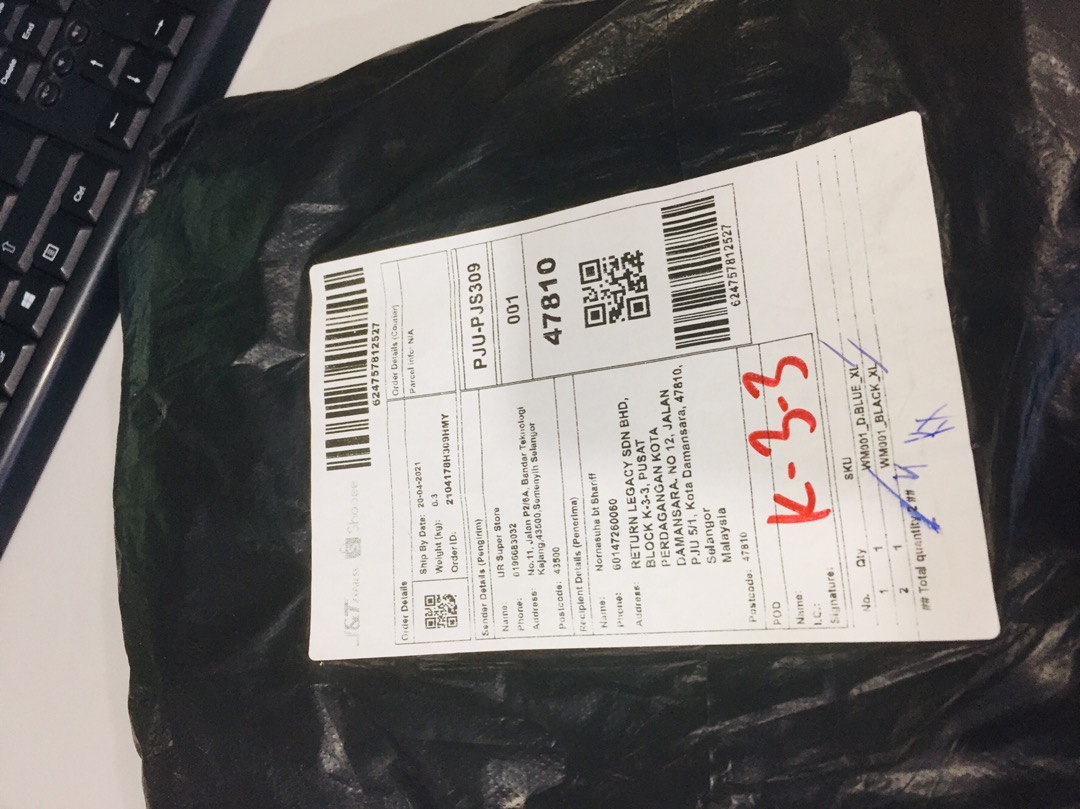 J&T EXPRESS Shopee
624757812527
Order Details
Ship By Date: 20-04-2021
Weight (kg): 0.3
Order ID: 2104178H309HMY
Order Details (Courier)
Parcel Info: N/A
Sender Details (Pengirim)
Name: UR Super Store
Phone: 0196683032
Address: No.11, Jalan P2/6A, Bandar Teknologi
Kajang,43500,Semenyih Selangor
Postcode: 43500
PJU-PJS309
001
47810
624757812527
Recipient Details (Penerima)
Name: Nornasuha bt Shariff
Phone: 60147260060
Address: RETURN LEGACY SDN BHD,
BLOCK K-3-3, PUSAT
PERDAGANGAN KOTA
DAMANSARA, NO 12, JALAN
PJU 5/1, Kota Damansara, 47810,
Selangor
Malaysia
Postcode: 47810
POD
Name:
I.C.:
Signature:
K-3-3
No. Qty SKU
1 1 WM001_D.BLUE_XL
2 1 WM001_BLACK_XL
## Total quantity 2 ##
End
Delete
Ctrl